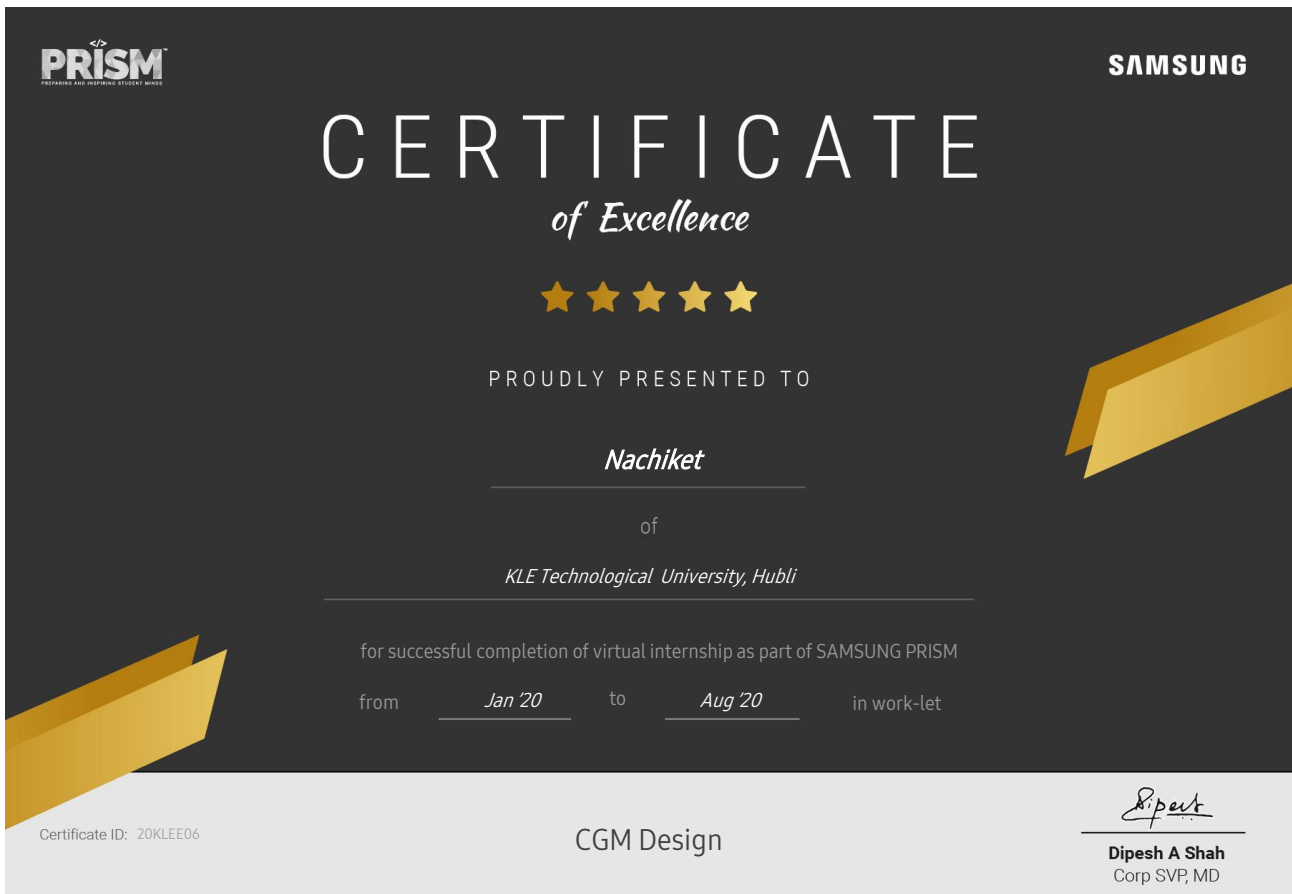 </>
PRISM™
PREPARING AND INSPIRING STUDENT MINDS
SAMSUNG
CERTIFICATE
of Excellence
PROUDLY PRESENTED TO
Nachiket
of
KLE Technological University, Hubli
for successful completion of virtual internship as part of SAMSUNG PRISM
from Jan '20 to Aug '20 in work-let
Certificate ID: 20KLEE06
CGM Design
Dipesh
Dipesh A Shah
Corp SVP, MD